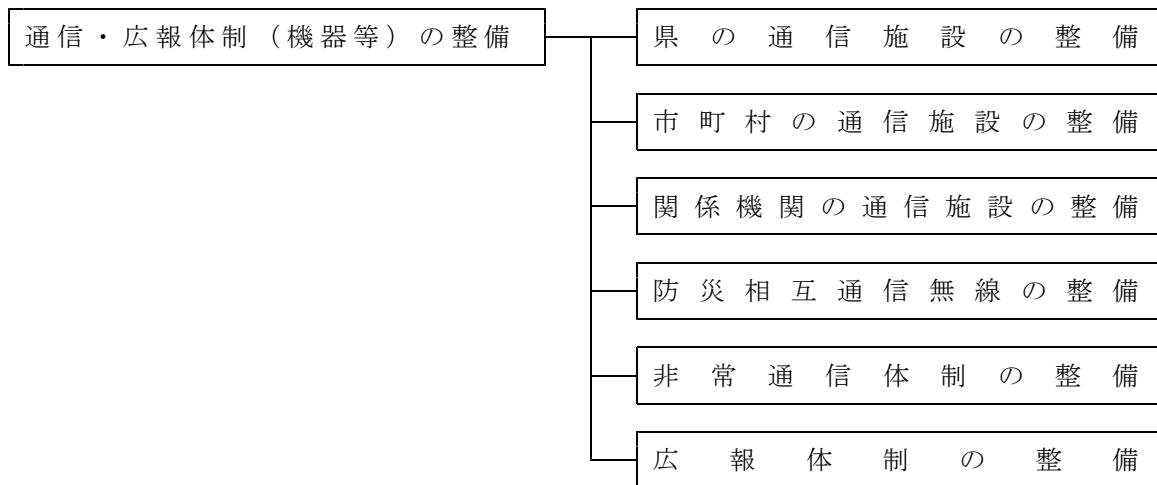 通信・広報体制（機器等）の整備
県の通信施設の整備
市町村の通信施設の整備
関係機関の通信施設の整備
防災相互通信無線の整備
非常通信体制の整備
広報体制の整備